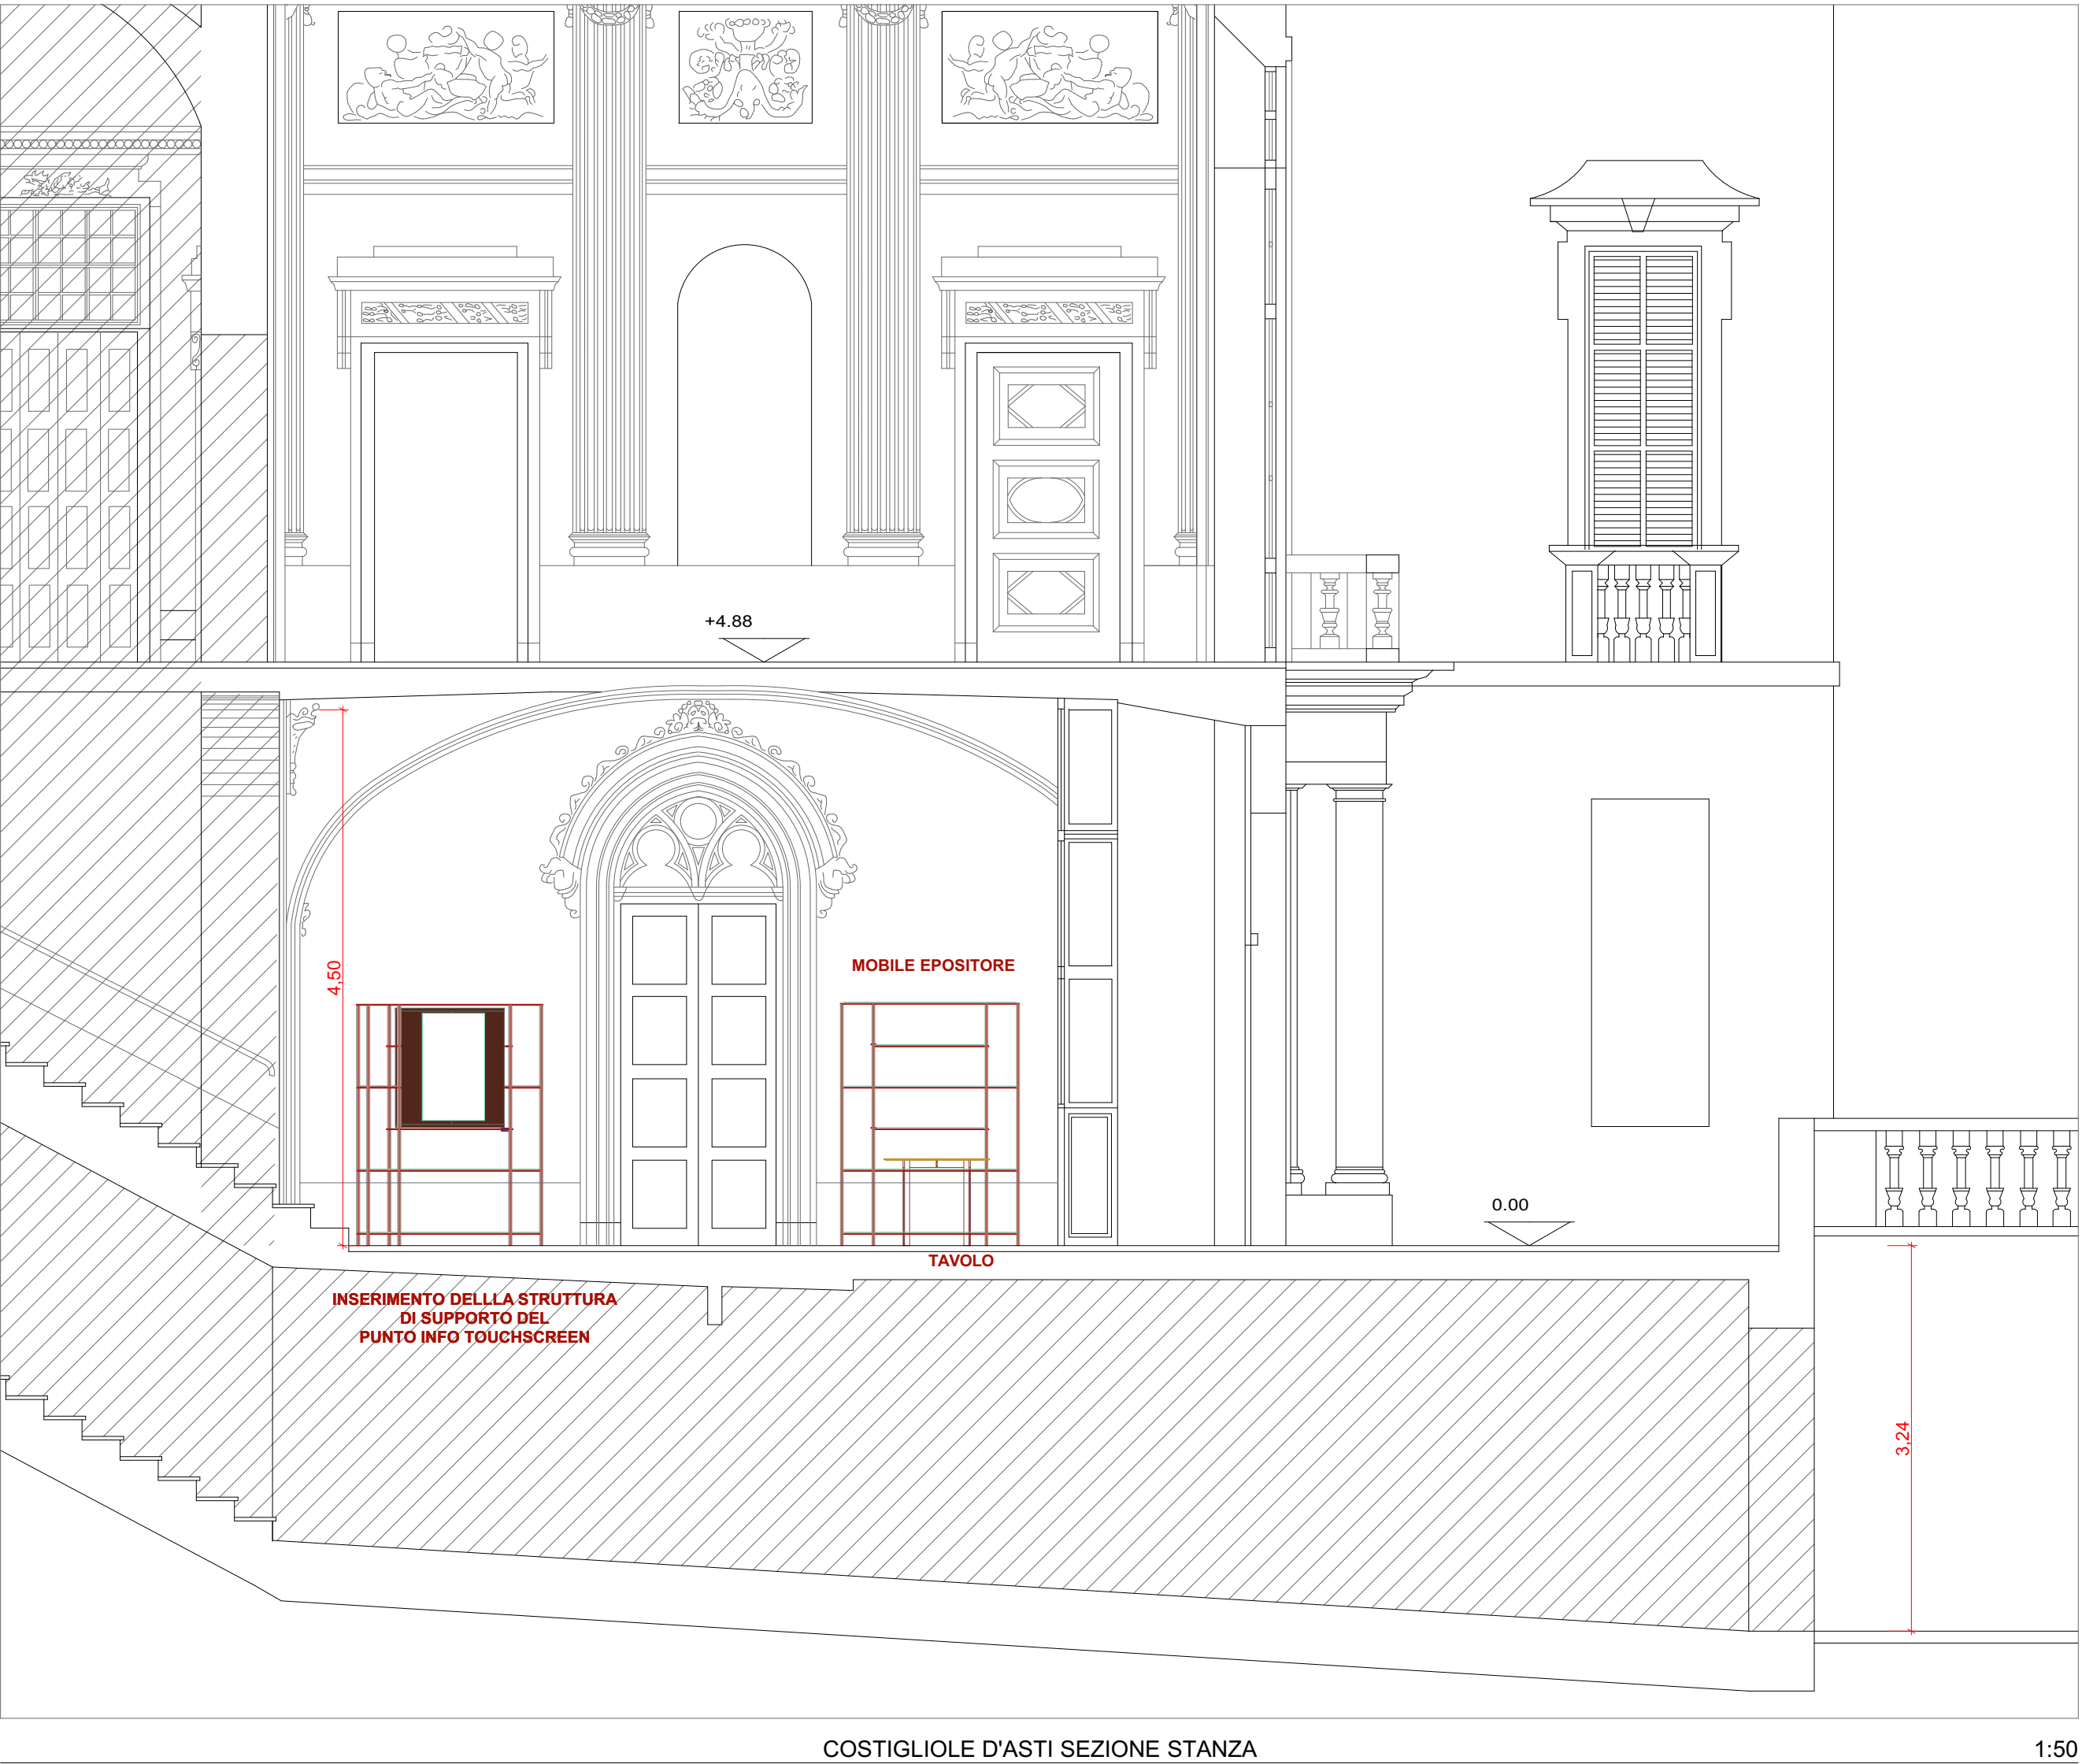 +4.88
4,50
MOBILE EPOSITORE
0.00
TAVOLO
INSERIMENTO DELLLA STRUTTURA
DI SUPPORTO DEL
PUNTO INFO TOUCHSCREEN
3,24
COSTIGLIOLE D'ASTI SEZIONE STANZA
1:50